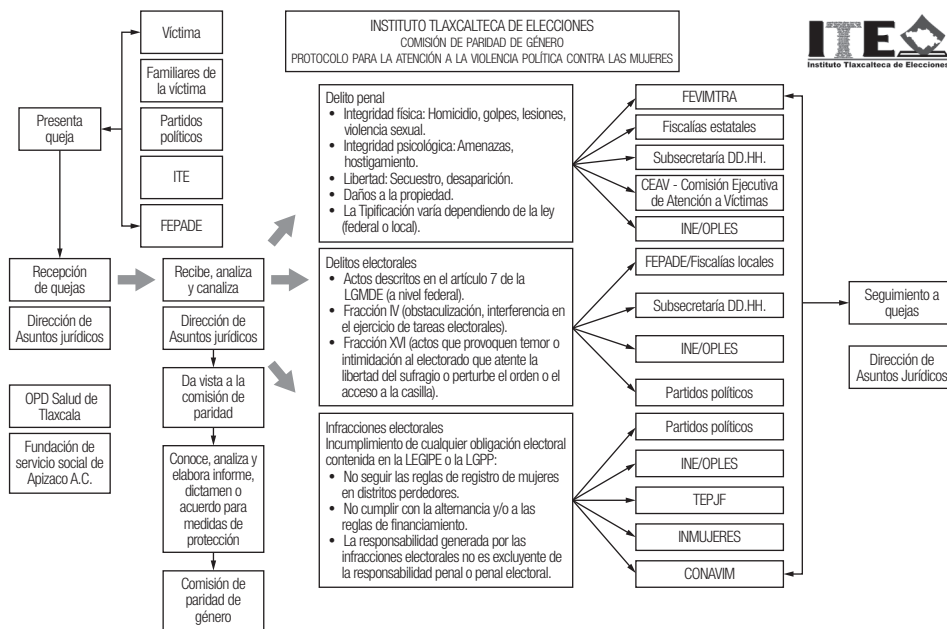 INSTITUTO TLAXCALTECA DE ELECCIONES
COMISIÓN DE PARIDAD DE GÉNERO
PROTOCOLO PARA LA ATENCIÓN A LA VIOLENCIA POLÍTICA CONTRA LAS MUJERES
ITE
Instituto Tlaxcalteca de Elecciones
Víctima
Familiares de
la víctima
Presenta
queja
Partidos
políticos
ITE
FEPADE
Recepción
de quejas
Dirección de
Asuntos jurídicos
OPD Salud de
Tlaxcala
Fundación de
servicio social de
Apizaco A.C.
Recibe, analiza
y canaliza
Dirección de
Asuntos jurídicos
Da vista a la
comisión de
paridad
Conoce, analiza y
elabora informe,
dictamen o
acuerdo para
medidas de
protección
Comisión de
paridad de
género
Delito penal
• Integridad física: Homicidio, golpes, lesiones,
violencia sexual.
• Integridad psicológica: Amenazas,
hostigamiento.
• Libertad: Secuestro, desaparición.
• Daños a la propiedad.
• La Tipificación varía dependiendo de la ley
(federal o local).
Delitos electorales
• Actos descritos en el artículo 7 de la
LGMDE (a nivel federal).
• Fracción IV (obstaculización, interferencia en
el ejercicio de tareas electorales).
• Fracción XVI (actos que provoquen temor o
intimidación al electorado que atente la
libertad del sufragio o perturbe el orden o el
acceso a la casilla).
Infracciones electorales
Incumplimiento de cualquier obligación electoral
contenida en la LEGIPE o la LGPP:
• No seguir las reglas de registro de mujeres
en distritos perdedores.
• No cumplir con la alternancia y/o a las
reglas de financiamiento.
• La responsabilidad generada por las
infracciones electorales no es excluyente de
la responsabilidad penal o penal electoral.
FEVIMTRA
Fiscalías estatales
Subsecretaría DD.HH.
CEAV - Comisión Ejecutiva
de Atención a Víctimas
INE/OPLES
FEPADE/Fiscalías locales
Subsecretaría DD.HH.
INE/OPLES
Partidos políticos
Partidos políticos
INE/OPLES
TEPJF
INMUJERES
CONAVIM
Seguimiento a
quejas
Dirección de
Asuntos Jurídicos